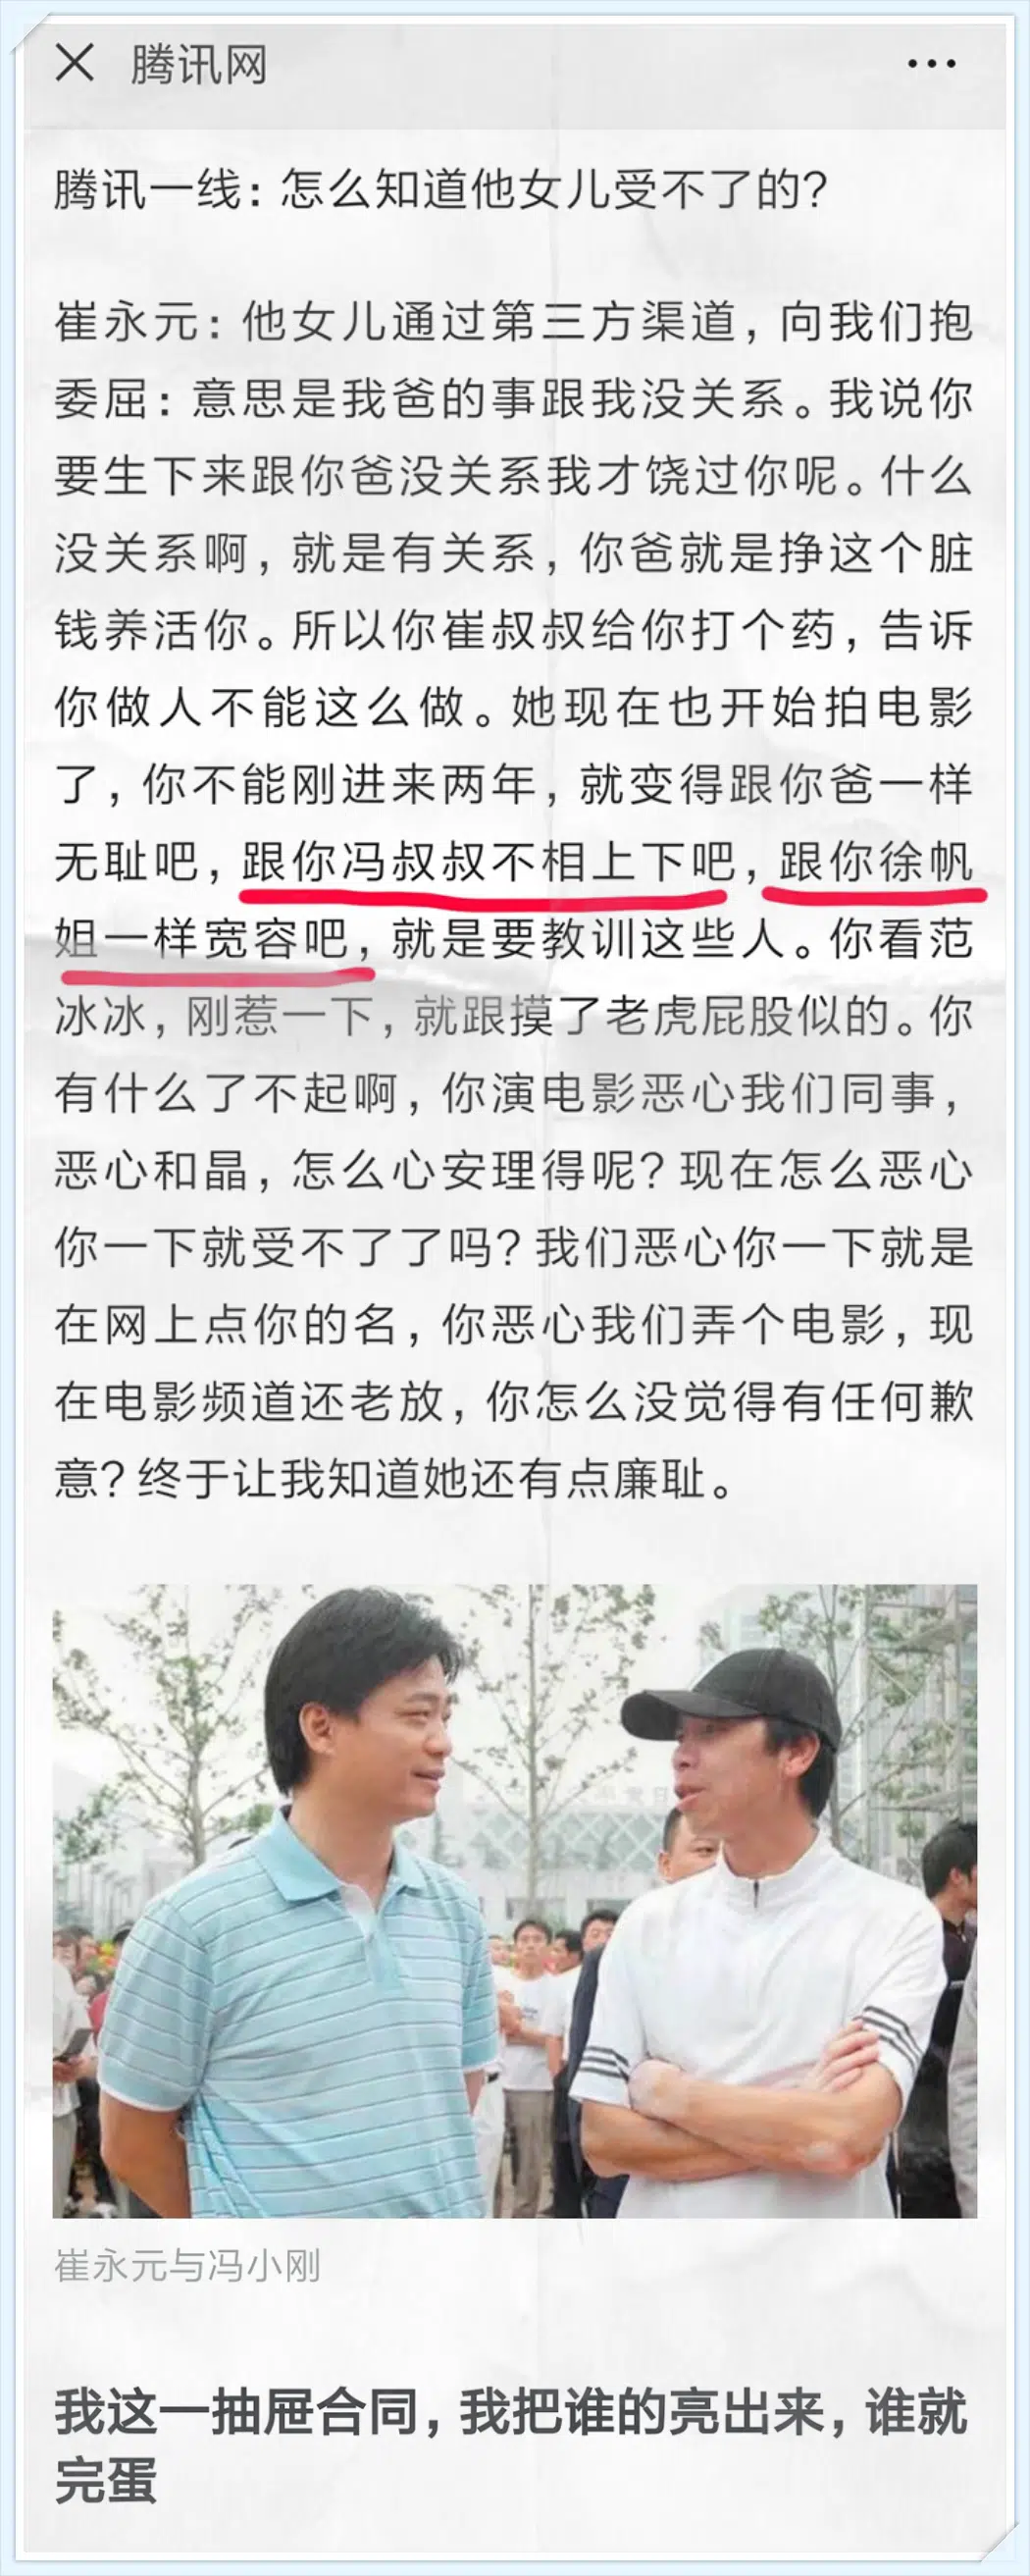 腾讯网
腾讯一线：怎么知道他女儿受不了的？
崔永元：他女儿通过第三方渠道，向我们抱
委屈：意思是我爸的事跟我没关系。我说你
要生下来跟你爸没关系我才饶过你呢。什么
没关系啊，就是有关系，你爸就是挣这个脏
钱养活你。所以你崔叔叔给你打个药，告诉
你做人不能这么做。她现在也开始拍电影
了，你不能刚进来两年，就变得跟你爸一样
无耻吧，跟你冯叔叔不相上下吧，跟你徐帆
姐一样宽容吧，就是要教训这些人。你看范
冰冰，刚惹一下，就跟摸了老虎屁股似的。你
有什么了不起啊，你演电影恶心我们同事，
恶心和晶，怎么心安理得呢？现在怎么恶心
你一下就受不了了吗？我们恶心你一下就是
在网上点你的名，你恶心我们弄个电影，现
在电影频道还老放，你怎么没觉得有任何歉
意？终于让我知道她还有点廉耻。
崔永元与冯小刚
我这一抽屉合同，我把谁的亮出来，谁就
完蛋